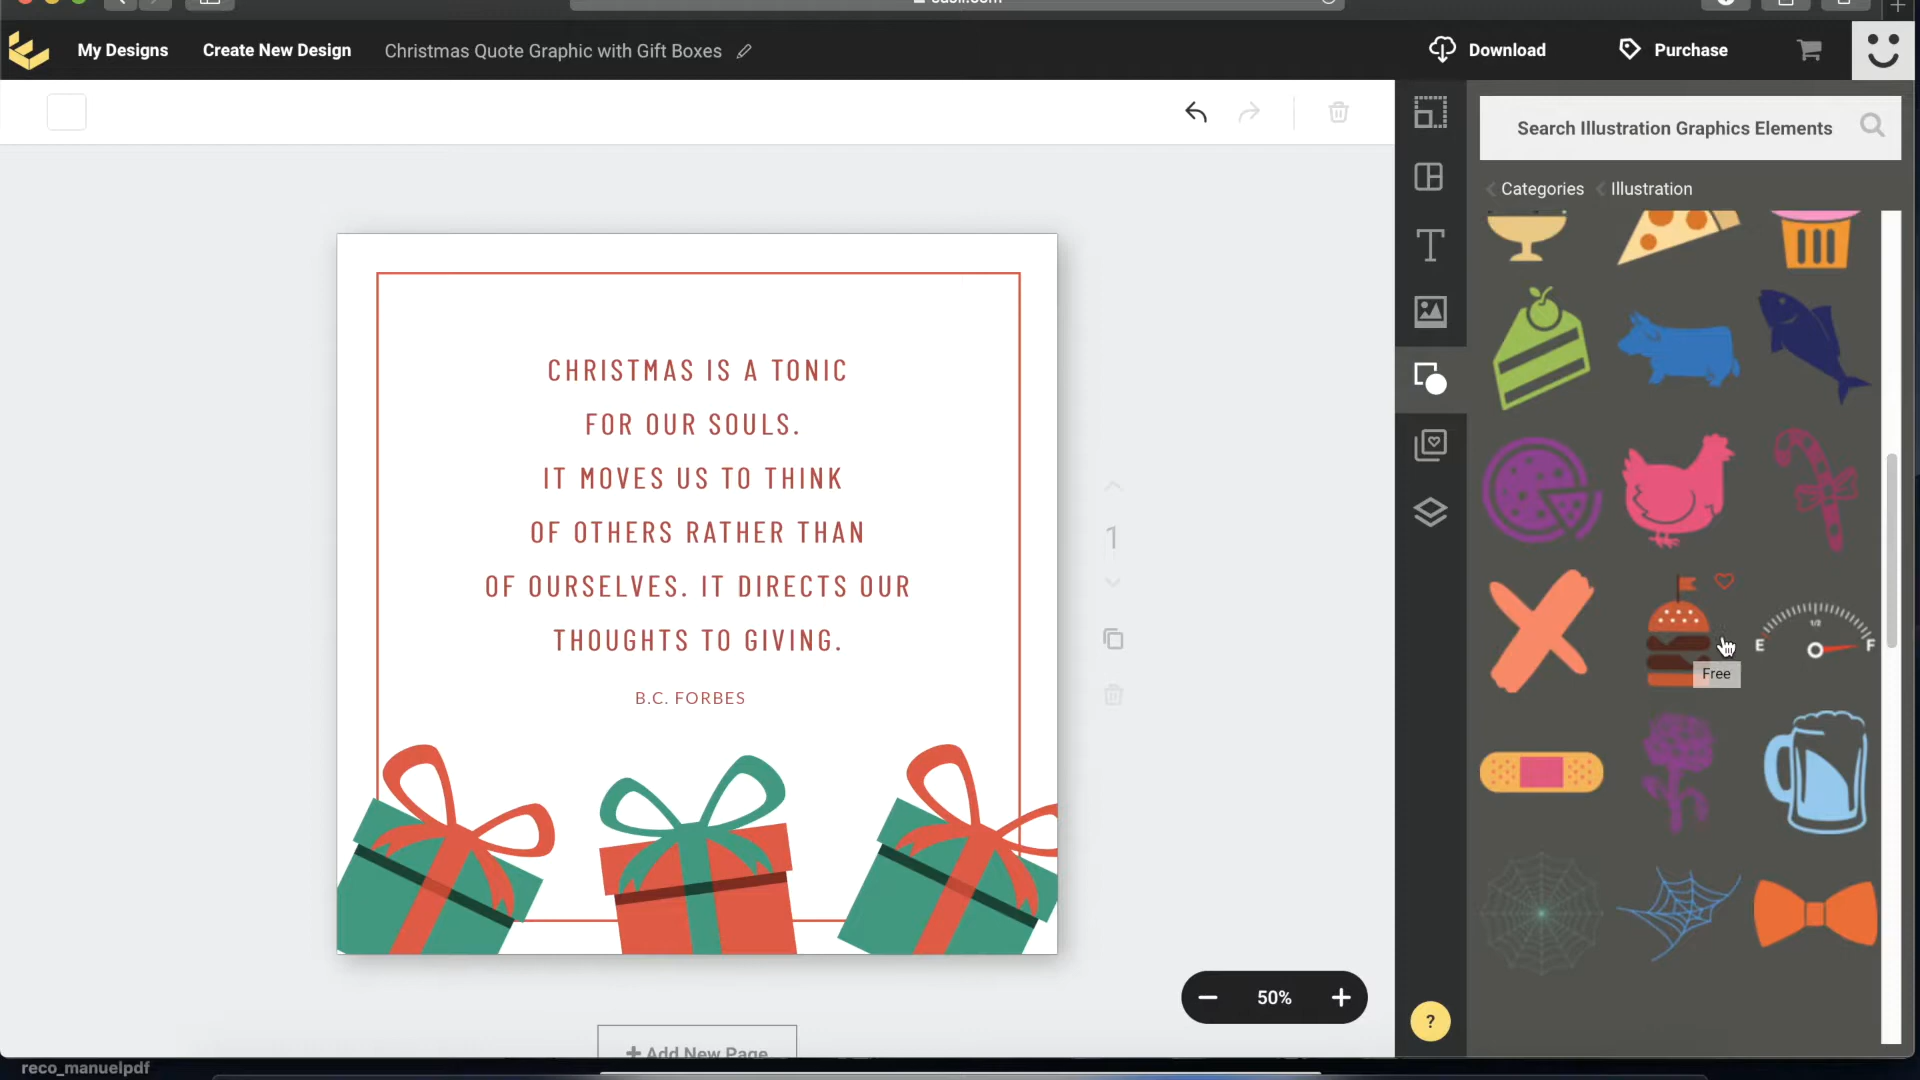 My Designs
Create New Design
Christmas Quote Graphic with Gift Boxes
Download
Purchase
Search Illustration Graphics Elements
Categories
Illustration
CHRISTMAS IS A TONIC
FOR OUR SOULS.
IT MOVES US TO THINK
OF OTHERS RATHER THAN
OF OURSELVES. IT DIRECTS OUR
THOUGHTS TO GIVING.
B.C. FORBES
1
E
1/2
F
Free
50%
?
+ Add New Page
reco_manuelpdf